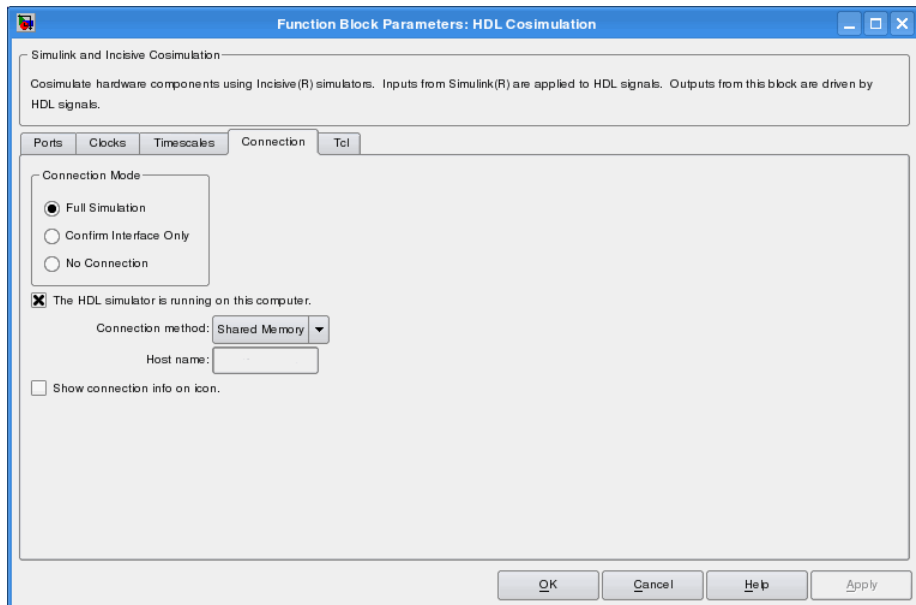 Function Block Parameters: HDL Cosimulation
Simulink and Incisive Cosimulation
Cosimulate hardware components using Incisive(R) simulators. Inputs from Simulink(R) are applied to HDL signals. Outputs from this block are driven by
HDL signals.
Ports Clocks Timescales Connection Tcl
Connection Mode
Full Simulation
Confirm Interface Only
No Connection
The HDL simulator is running on this computer.
Connection method: Shared Memory
Host name:
Show connection info on icon.
OK Cancel Help Apply